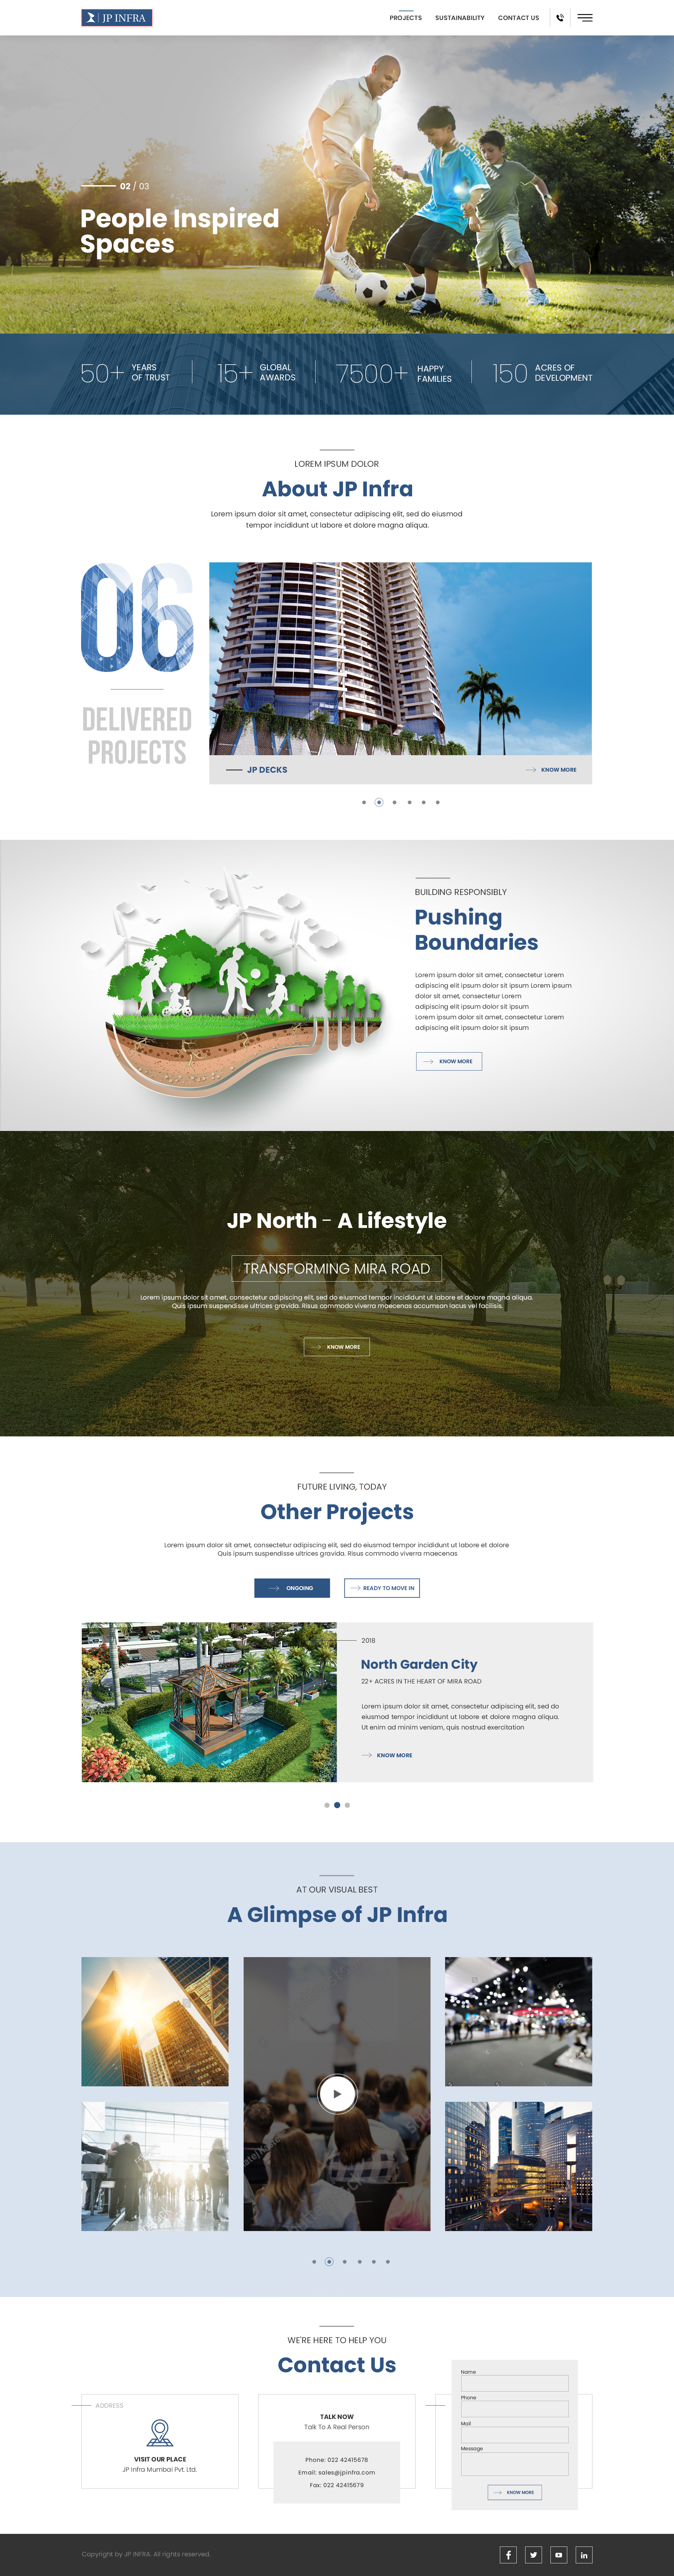 JP INFRA
PROJECTS
SUSTAINABILITY
CONTACT US
02 / 03
People Inspired
Spaces
50+
YEARS
OF TRUST
15+
GLOBAL
AWARDS
7500+
HAPPY
FAMILIES
150
ACRES OF
DEVELOPMENT
LOREM IPSUM DOLOR
About JP Infra
Lorem ipsum dolor sit amet, consectetur adipiscing elit, sed do eiusmod
tempor incididunt ut labore et dolore magna aliqua.
06
DELIVERED
PROJECTS
JP DECKS
KNOW MORE
BUILDING RESPONSIBLY
Pushing
Boundaries
Lorem ipsum dolor sit amet, consectetur Lorem
adipiscing elit ipsum dolor sit ipsum Lorem ipsum
dolor sit amet, consectetur Lorem
adipiscing elit ipsum dolor sit ipsum
Lorem ipsum dolor sit amet, consectetur Lorem
adipiscing elit ipsum dolor sit ipsum
KNOW MORE
JP North - A Lifestyle
TRANSFORMING MIRA ROAD
Lorem ipsum dolor sit amet, consectetur adipiscing elit, sed do eiusmod tempor incididunt ut labore et dolore magna aliqua.
Quis ipsum suspendisse ultrices gravida. Risus commodo viverra maecenas accumsan lacus vel facilisis.
KNOW MORE
FUTURE LIVING, TODAY
Other Projects
Lorem ipsum dolor sit amet, consectetur adipiscing elit, sed do eiusmod tempor incididunt ut labore et dolore
Quis ipsum suspendisse ultrices gravida. Risus commodo viverra maecenas
ONGOING
READY TO MOVE IN
2018
North Garden City
22+ ACRES IN THE HEART OF MIRA ROAD
Lorem ipsum dolor sit amet, consectetur adipiscing elit, sed do
eiusmod tempor incididunt ut labore et dolore magna aliqua.
Ut enim ad minim veniam, quis nostrud exercitation
KNOW MORE
AT OUR VISUAL BEST
A Glimpse of JP Infra
WE'RE HERE TO HELP YOU
Contact Us
ADDRESS
VISIT OUR PLACE
JP Infra Mumbai Pvt. Ltd.
TALK NOW
Talk To A Real Person
Phone: 022 42415678
Email: sales@jpinfra.com
Fax: 022 42415679
Name
Phone
Mail
Message
KNOW MORE
Copyright by JP INFRA. All rights reserved.